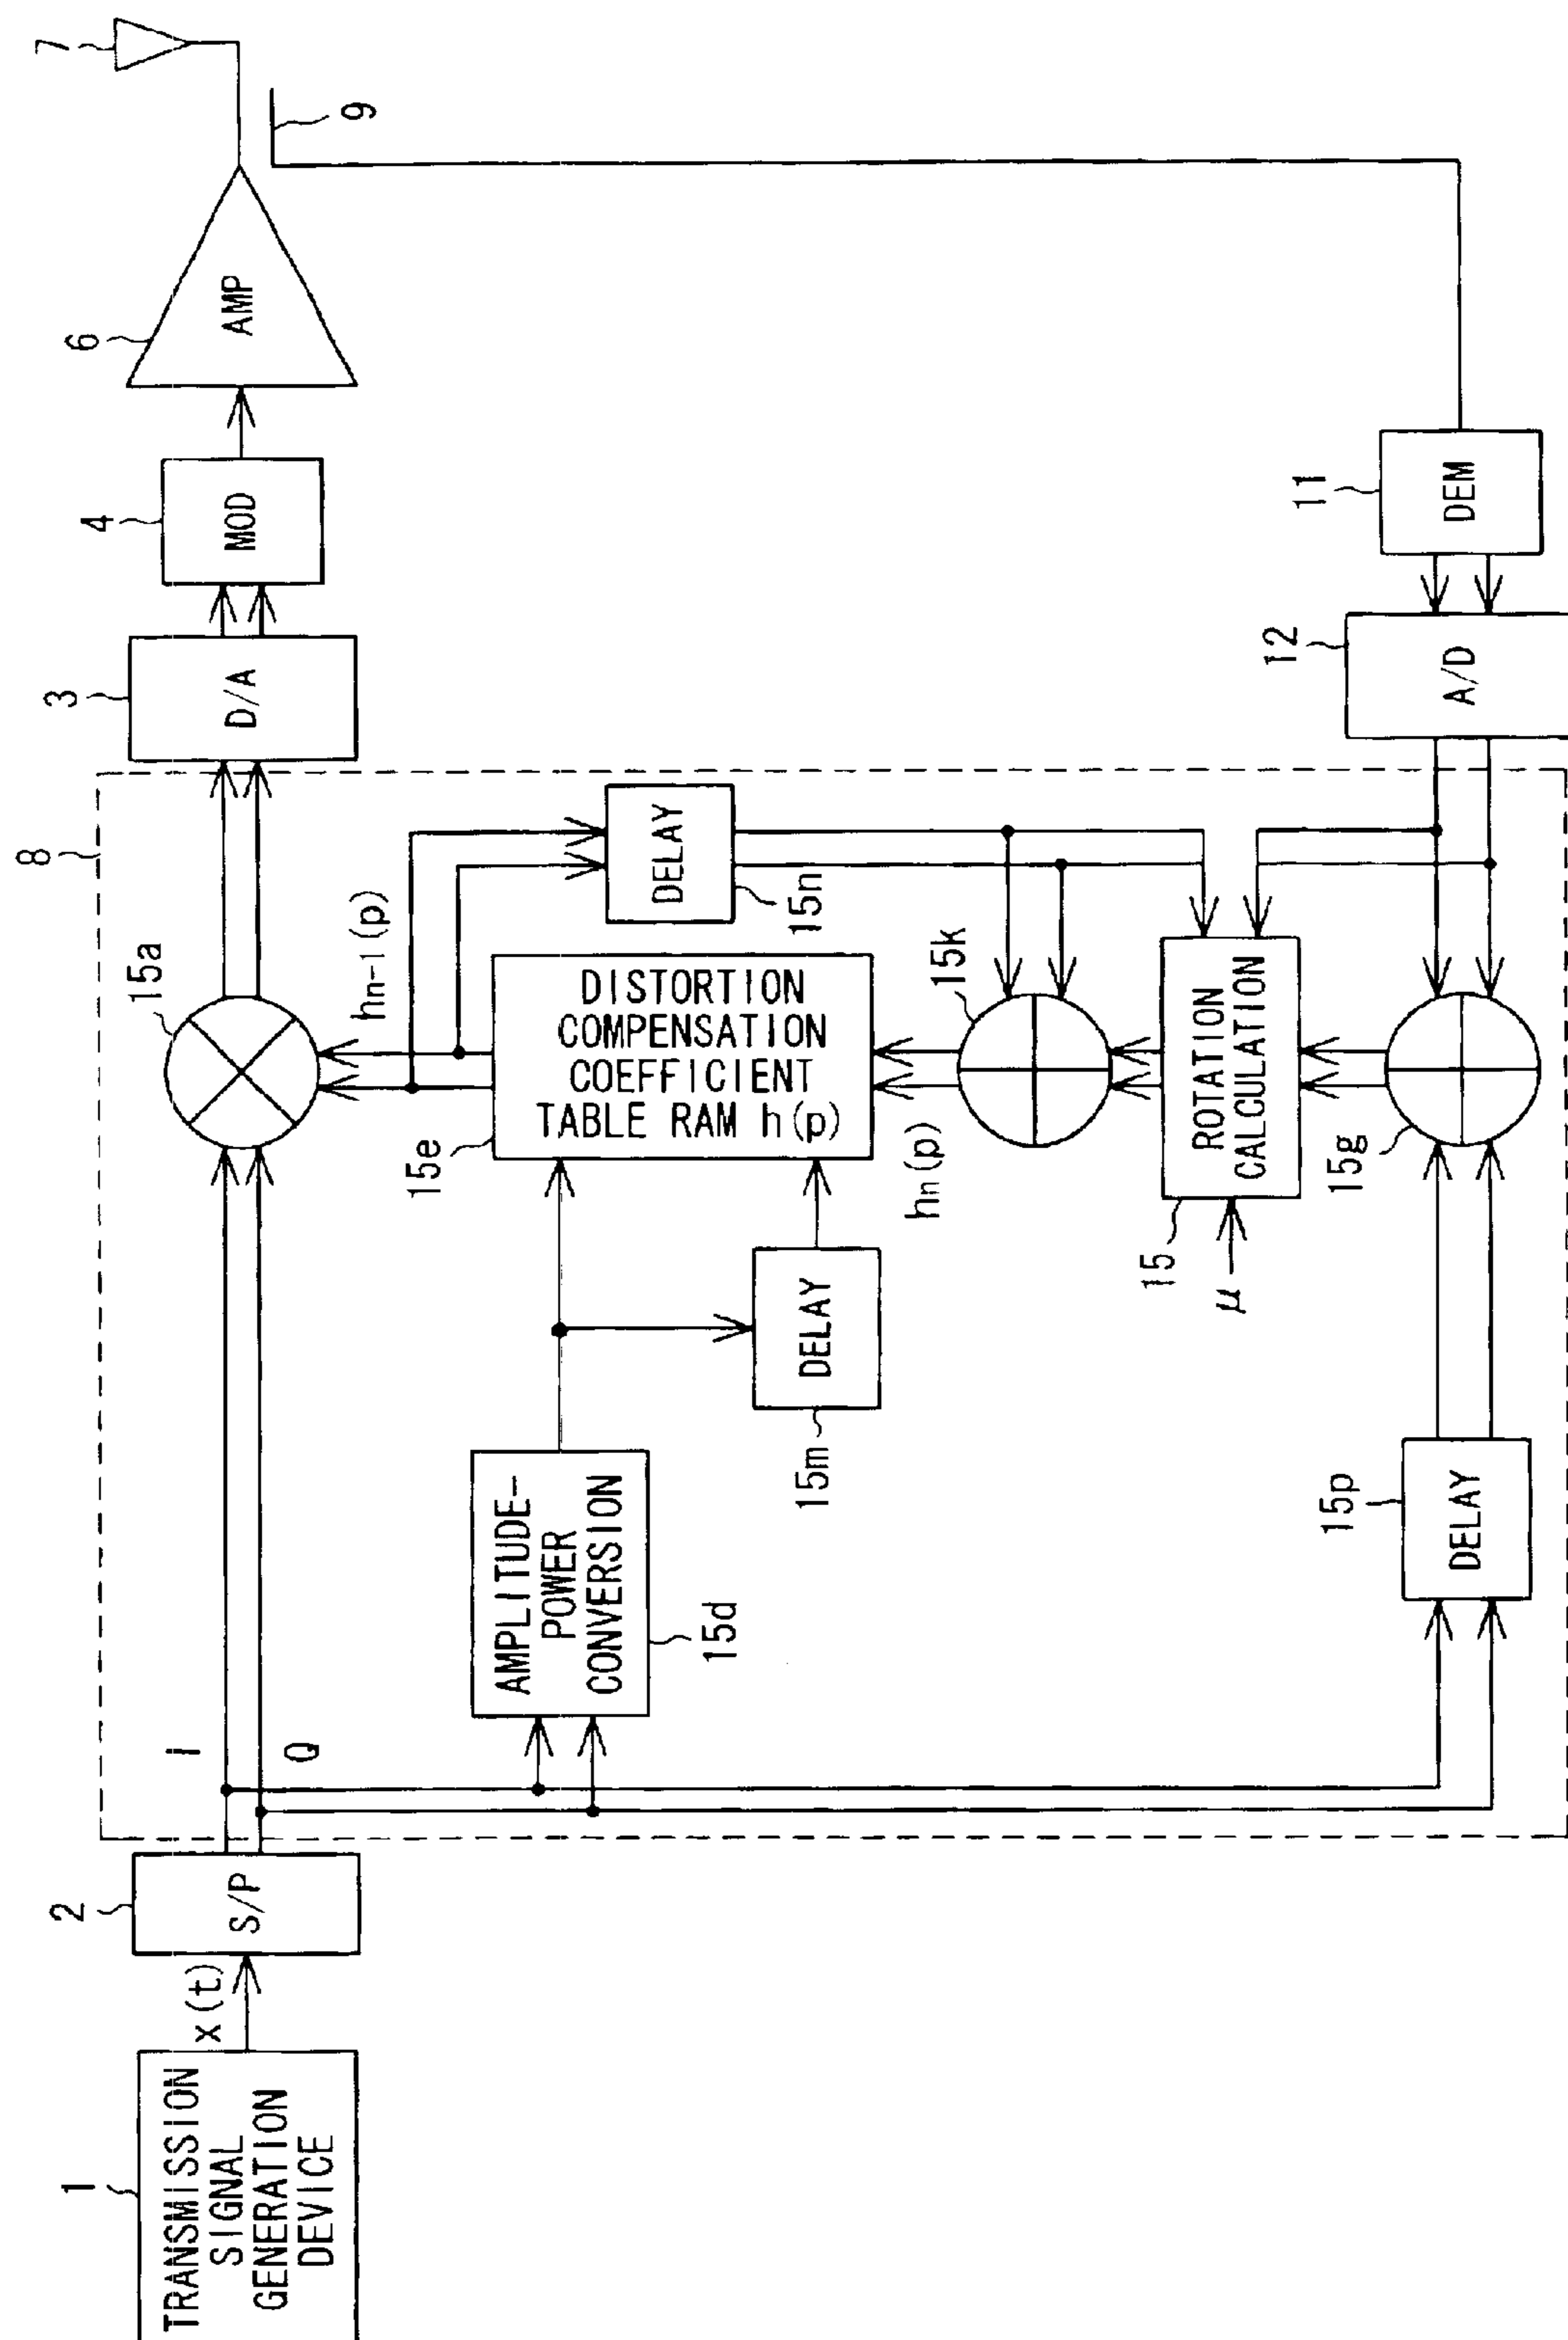 1
TRANSMISSION
SIGNAL
GENERATION
DEVICE
x(t)
2
S/P
I
Q
8
15a
3
D/A
4
MOD
6
AMP
7
9
AMPLITUDE-
POWER
CONVERSION
15d
15e
DISTORTION
COMPENSATION
COEFFICIENT
TABLE RAM h(p)
hn-1(p)
DELAY
15n
DELAY
15m
hn(p)
15k
15
ROTATION
CALCULATION
μ
15p
DELAY
15g
12
A/D
11
DEM